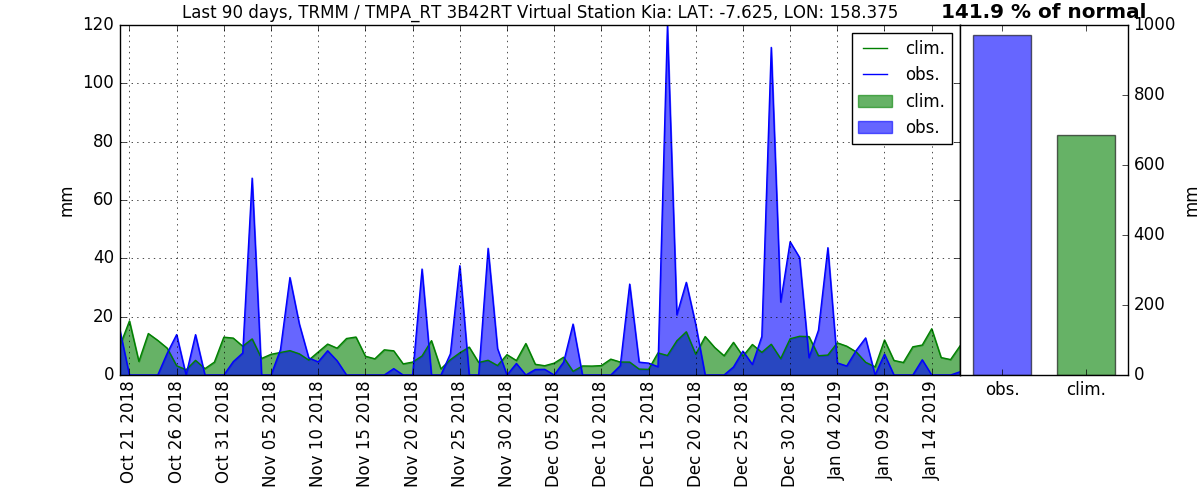 Last 90 days, TRMM / TMPA_RT 3B42RT Virtual Station Kia: LAT: -7.625, LON: 158.375
141.9 % of normal
120
100
80
60
40
20
0
mm
clim.
obs.
clim.
obs.
Oct 21 2018
Oct 26 2018
Oct 31 2018
Nov 05 2018
Nov 10 2018
Nov 15 2018
Nov 20 2018
Nov 25 2018
Nov 30 2018
Dec 05 2018
Dec 10 2018
Dec 15 2018
Dec 20 2018
Dec 25 2018
Dec 30 2018
Jan 04 2019
Jan 09 2019
Jan 14 2019
1000
800
600
400
200
0
mm
obs.
clim.